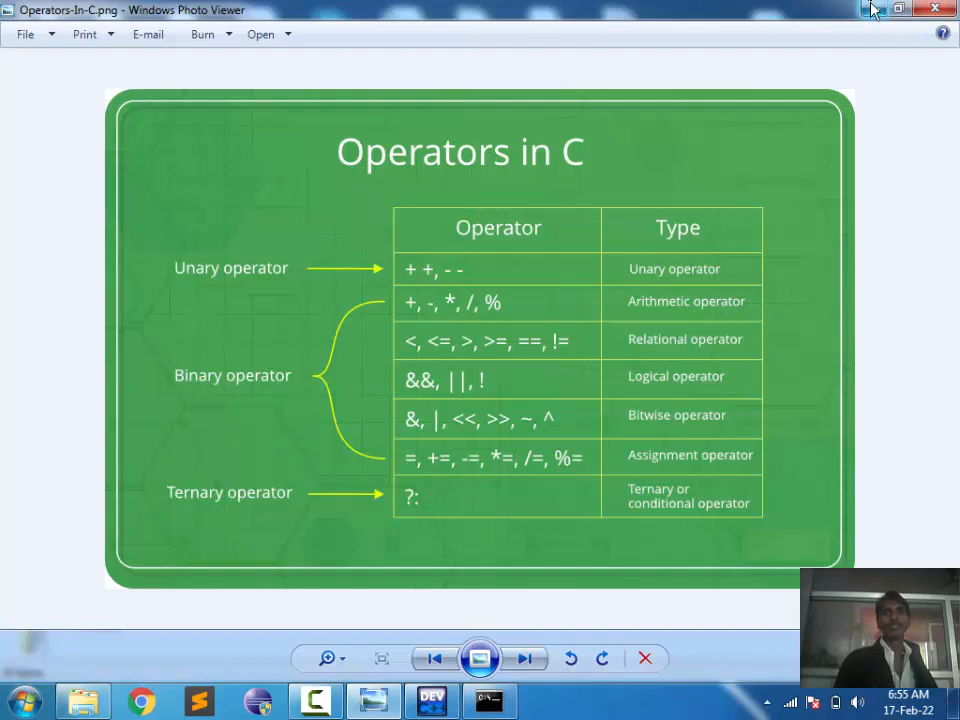 Operators-In-C.png - Windows Photo Viewer
File Print E-mail Burn Open
Operators in C
Operator Type
Unary operator + +, - - Unary operator
+, -, *, /, % Arithmetic operator
<, <=, >, >=, ==, != Relational operator
Binary operator &&, ||, ! Logical operator
&, |, <<, >>, ~, ^ Bitwise operator
=, +=, -=, *=, /=, %= Assignment operator
Ternary operator ?: Ternary or
conditional operator
DEV
C++
C:\_
6:55 AM
17-Feb-22